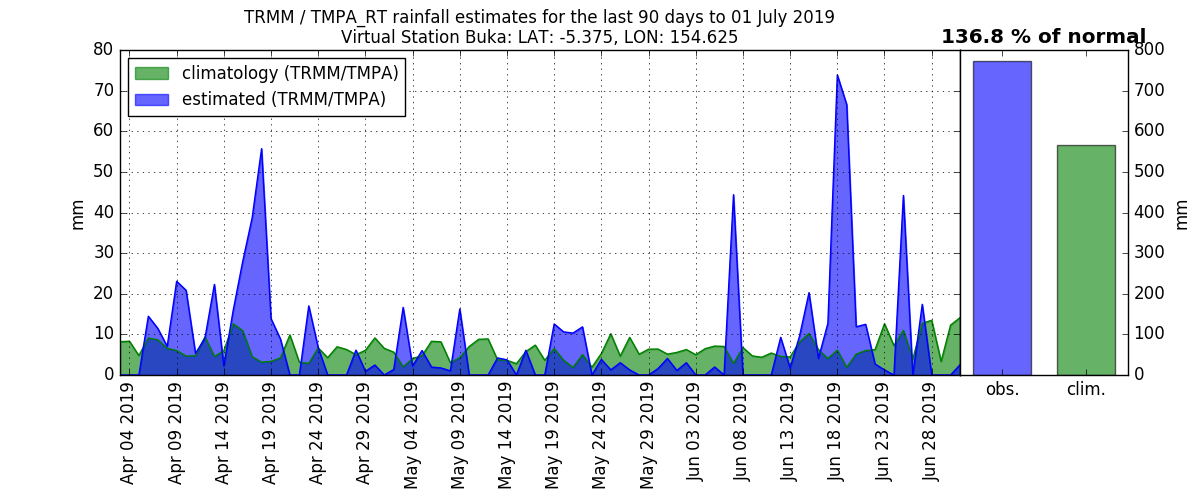 TRMM / TMPA_RT rainfall estimates for the last 90 days to 01 July 2019
Virtual Station Buka: LAT: -5.375, LON: 154.625
136.8 % of normal
climatology (TRMM/TMPA)
estimated (TRMM/TMPA)
80
70
60
50
40
30
20
10
0
mm
Apr 04 2019
Apr 09 2019
Apr 14 2019
Apr 19 2019
Apr 24 2019
Apr 29 2019
May 04 2019
May 09 2019
May 14 2019
May 19 2019
May 24 2019
May 29 2019
Jun 03 2019
Jun 08 2019
Jun 13 2019
Jun 18 2019
Jun 23 2019
Jun 28 2019
800
700
600
500
400
300
200
100
0
mm
obs.
clim.